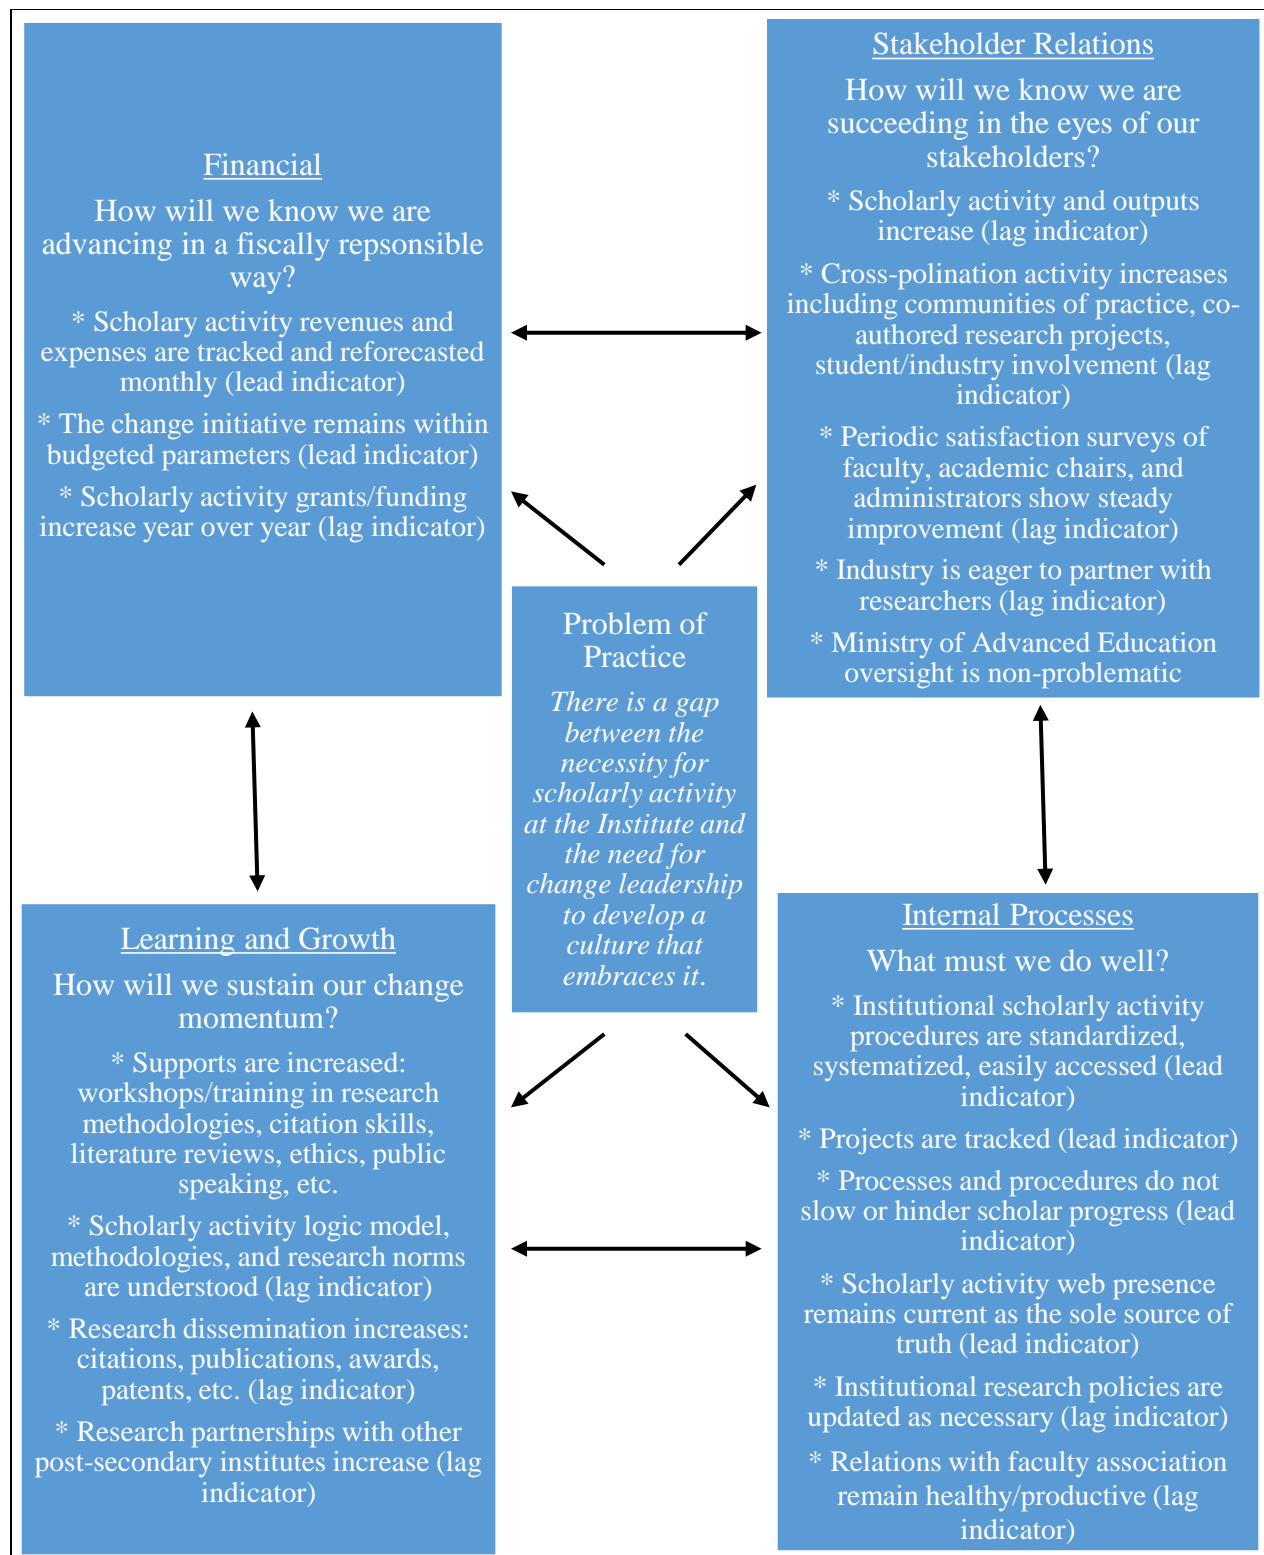 Financial
How will we know we are
advancing in a fiscally repsonsible
way?
* Scholary activity revenues and
expenses are tracked and reforecasted
monthly (lead indicator)
* The change initiative remains within
budgeted parameters (lead indicator)
* Scholarly activity grants/funding
increase year over year (lag indicator)
Stakeholder Relations
How will we know we are
succeeding in the eyes of our
stakeholders?
* Scholarly activity and outputs
increase (lag indicator)
* Cross-polination activity increases
including communities of practice, co-
authored research projects,
student/industry involvement (lag
indicator)
* Periodic satisfaction surveys of
faculty, academic chairs, and
administrators show steady
improvement (lag indicator)
* Industry is eager to partner with
researchers (lag indicator)
* Ministry of Advanced Education
oversight is non-problematic
Problem of
Practice
There is a gap
between the
necessity for
scholarly activity
at the Institute and
the need for
change leadership
to develop a
culture that
embraces it.
Learning and Growth
How will we sustain our change
momentum?
* Supports are increased:
workshops/training in research
methodologies, citation skills,
literature reviews, ethics, public
speaking, etc.
* Scholarly activity logic model,
methodologies, and research norms
are understood (lag indicator)
* Research dissemination increases:
citations, publications, awards,
patents, etc. (lag indicator)
* Research partnerships with other
post-secondary institutes increase (lag
indicator)
Internal Processes
What must we do well?
* Institutional scholarly activity
procedures are standardized,
systematized, easily accessed (lead
indicator)
* Projects are tracked (lead indicator)
* Processes and procedures do not
slow or hinder scholar progress (lead
indicator)
* Scholarly activity web presence
remains current as the sole source of
truth (lead indicator)
* Institutional research policies are
updated as necessary (lag indicator)
* Relations with faculty association
remain healthy/productive (lag
indicator)